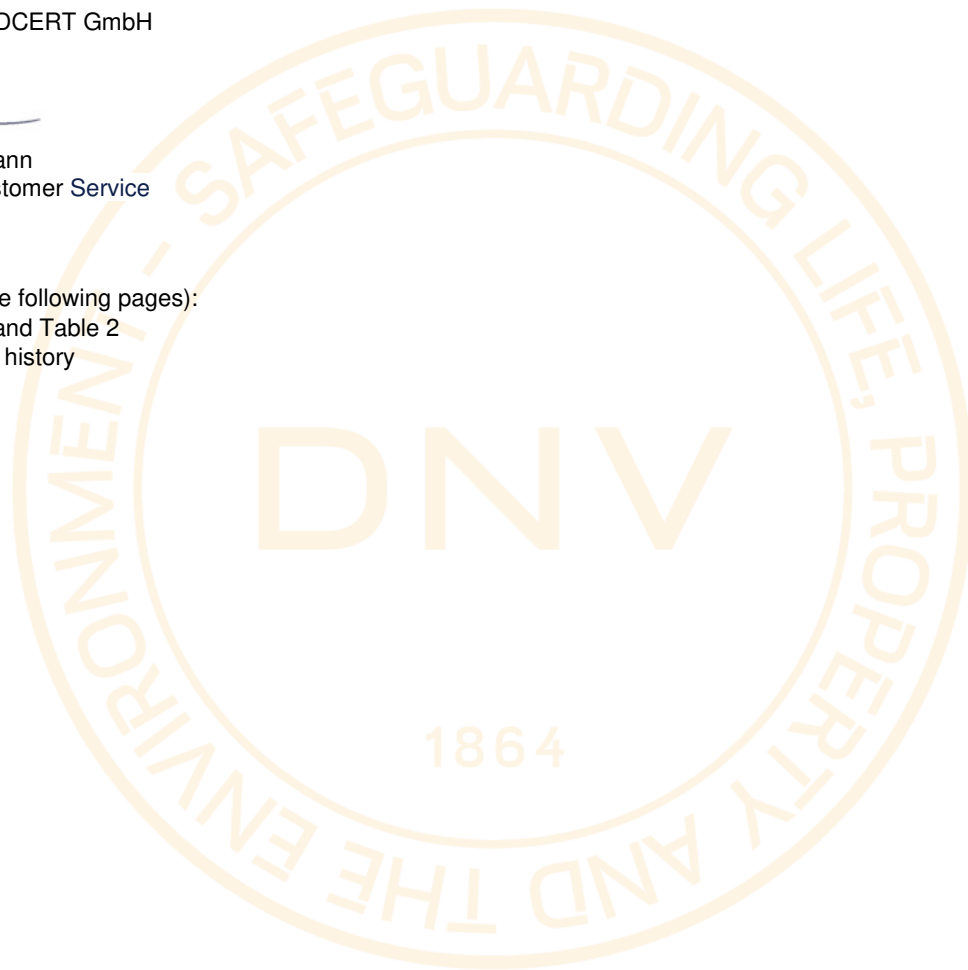 DCERT GmbH
ann
stomer Service
e following pages):
and Table 2
history
SAFEGUARDING LIFE, PROPERTY AND THE ENVIRONMENT -
DNV
1864